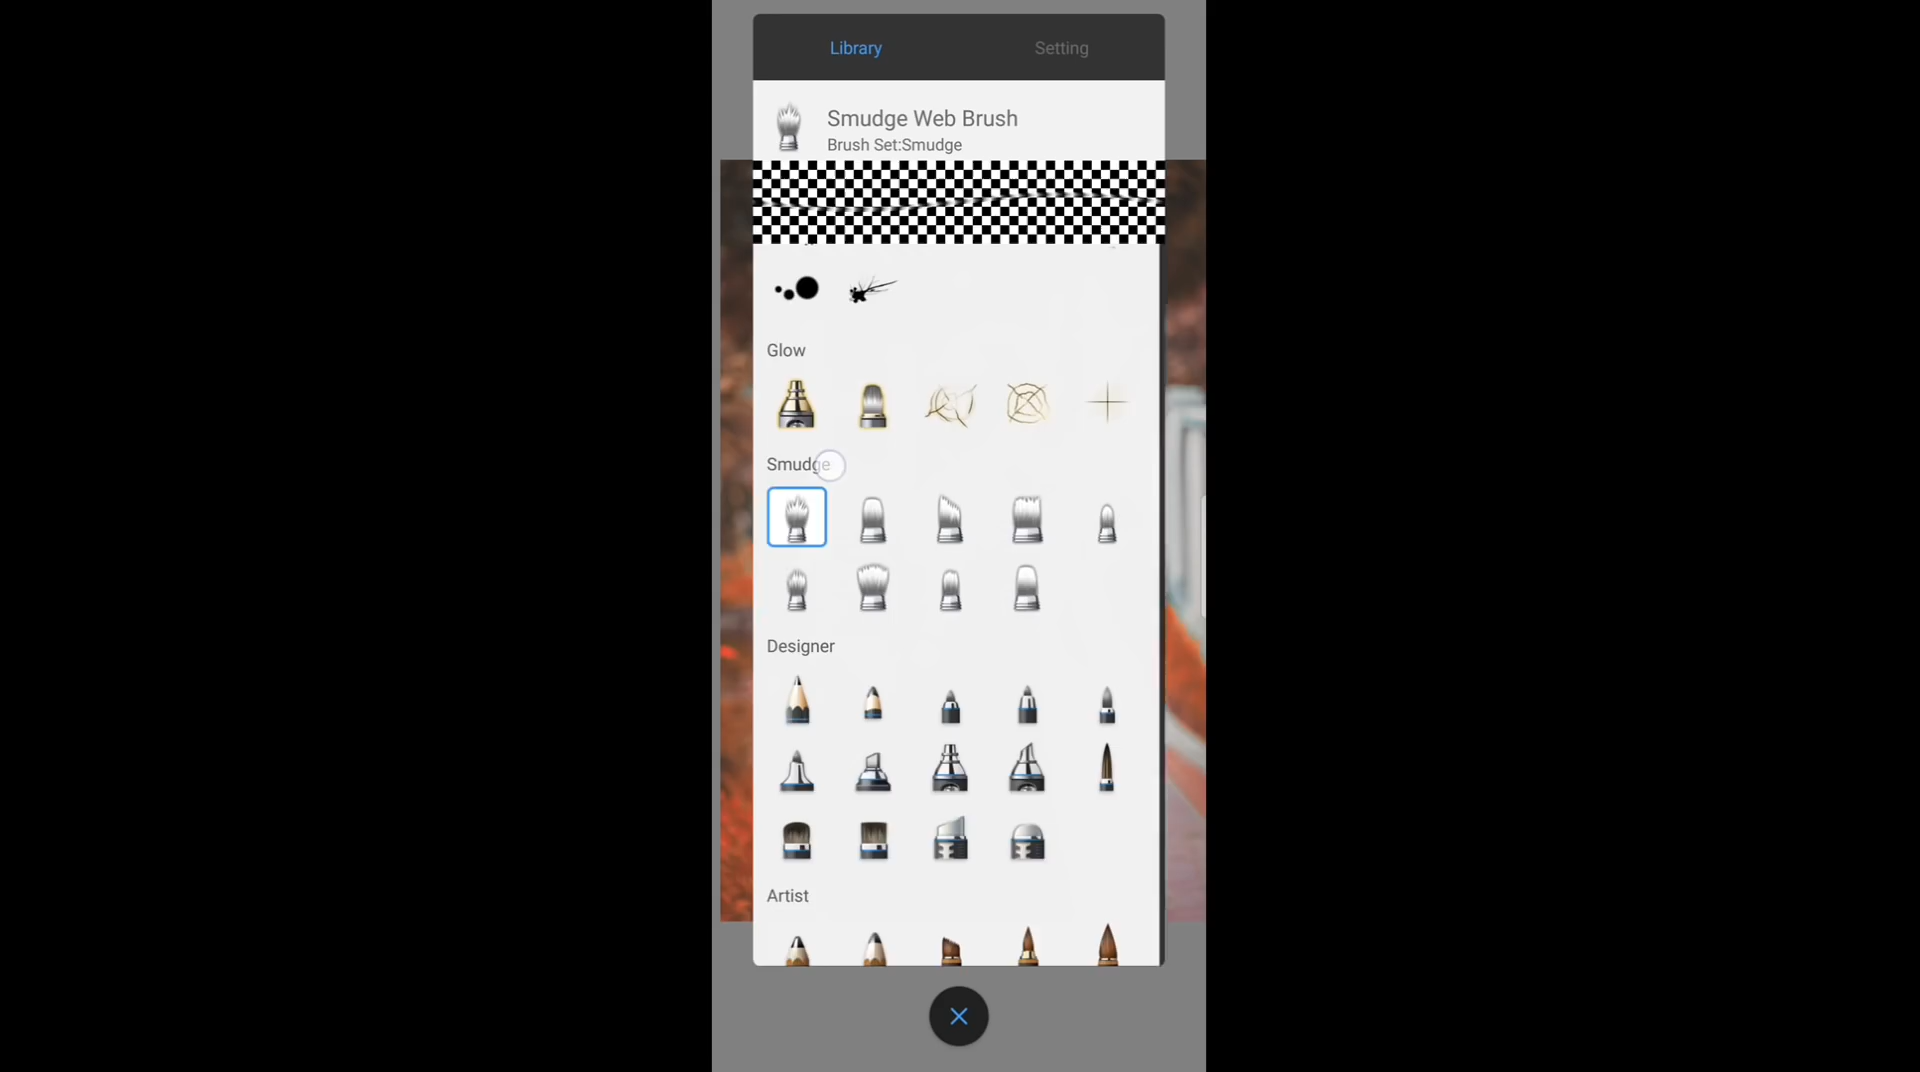 Library
Setting
Smudge Web Brush
Brush Set:Smudge
Glow
Smudge
Designer
Artist